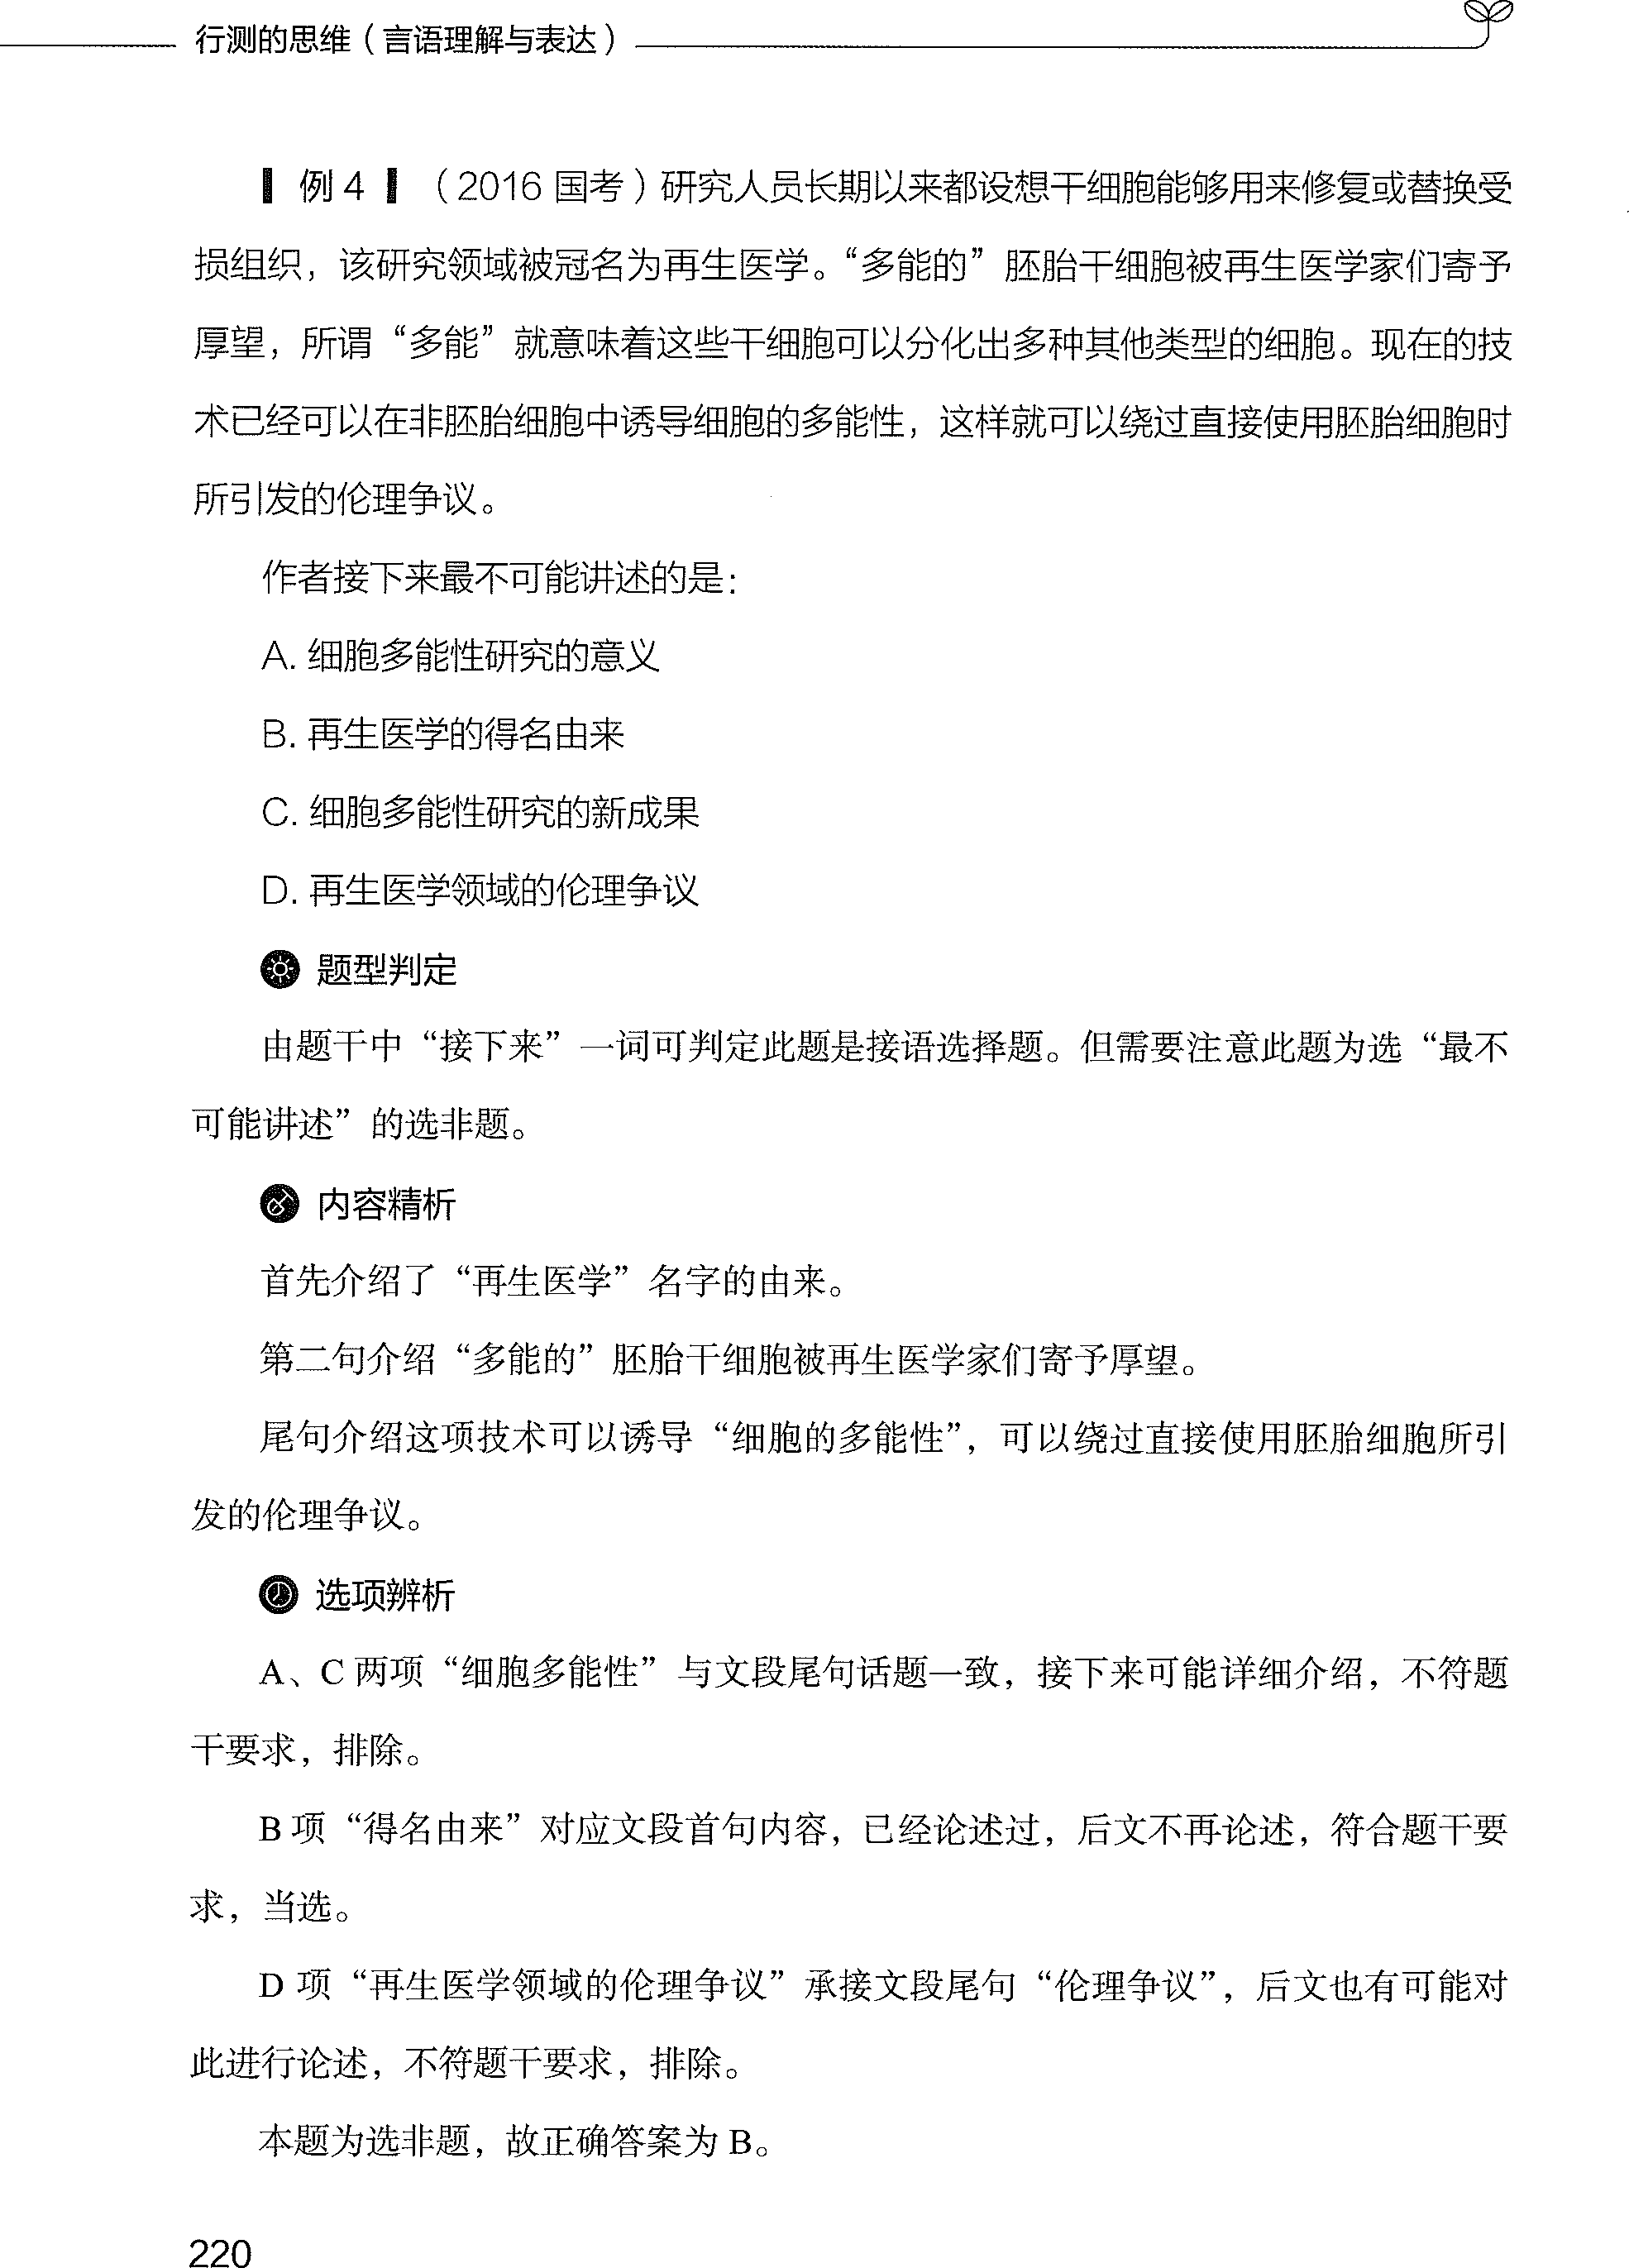 行测的思维（言语理解与表达）
例 4 （2016 国考）研究人员长期以来都设想干细胞能够用来修复或替换受
损组织，该研究领域被冠名为再生医学。“多能的”胚胎干细胞被再生医学家们寄予
厚望，所谓“多能”就意味着这些干细胞可以分化出多种其他类型的细胞。现在的技
术已经可以在非胚胎细胞中诱导细胞的多能性，这样就可以绕过直接使用胚胎细胞时
所引发的伦理争议。
作者接下来最不可能讲述的是：
A. 细胞多能性研究的意义
B. 再生医学的得名由来
C. 细胞多能性研究的新成果
D. 再生医学领域的伦理争议
题型判定
由题干中“接下来”一词可判定此题是接语选择题。但需要注意此题为选“最不
可能讲述”的选非题。
内容精析
首先介绍了“再生医学”名字的由来。
第二句介绍“多能的”胚胎干细胞被再生医学家们寄予厚望。
尾句介绍这项技术可以诱导“细胞的多能性”，可以绕过直接使用胚胎细胞所引
发的伦理争议。
选项辨析
A、C 两项“细胞多能性”与文段尾句话题一致，接下来可能详细介绍，不符题
干要求，排除。
B 项“得名由来”对应文段首句内容，已经论述过，后文不再论述，符合题干要
求，当选。
D 项“再生医学领域的伦理争议”承接文段尾句“伦理争议”，后文也有可能对
此进行论述，不符题干要求，排除。
本题为选非题，故正确答案为 B。
220